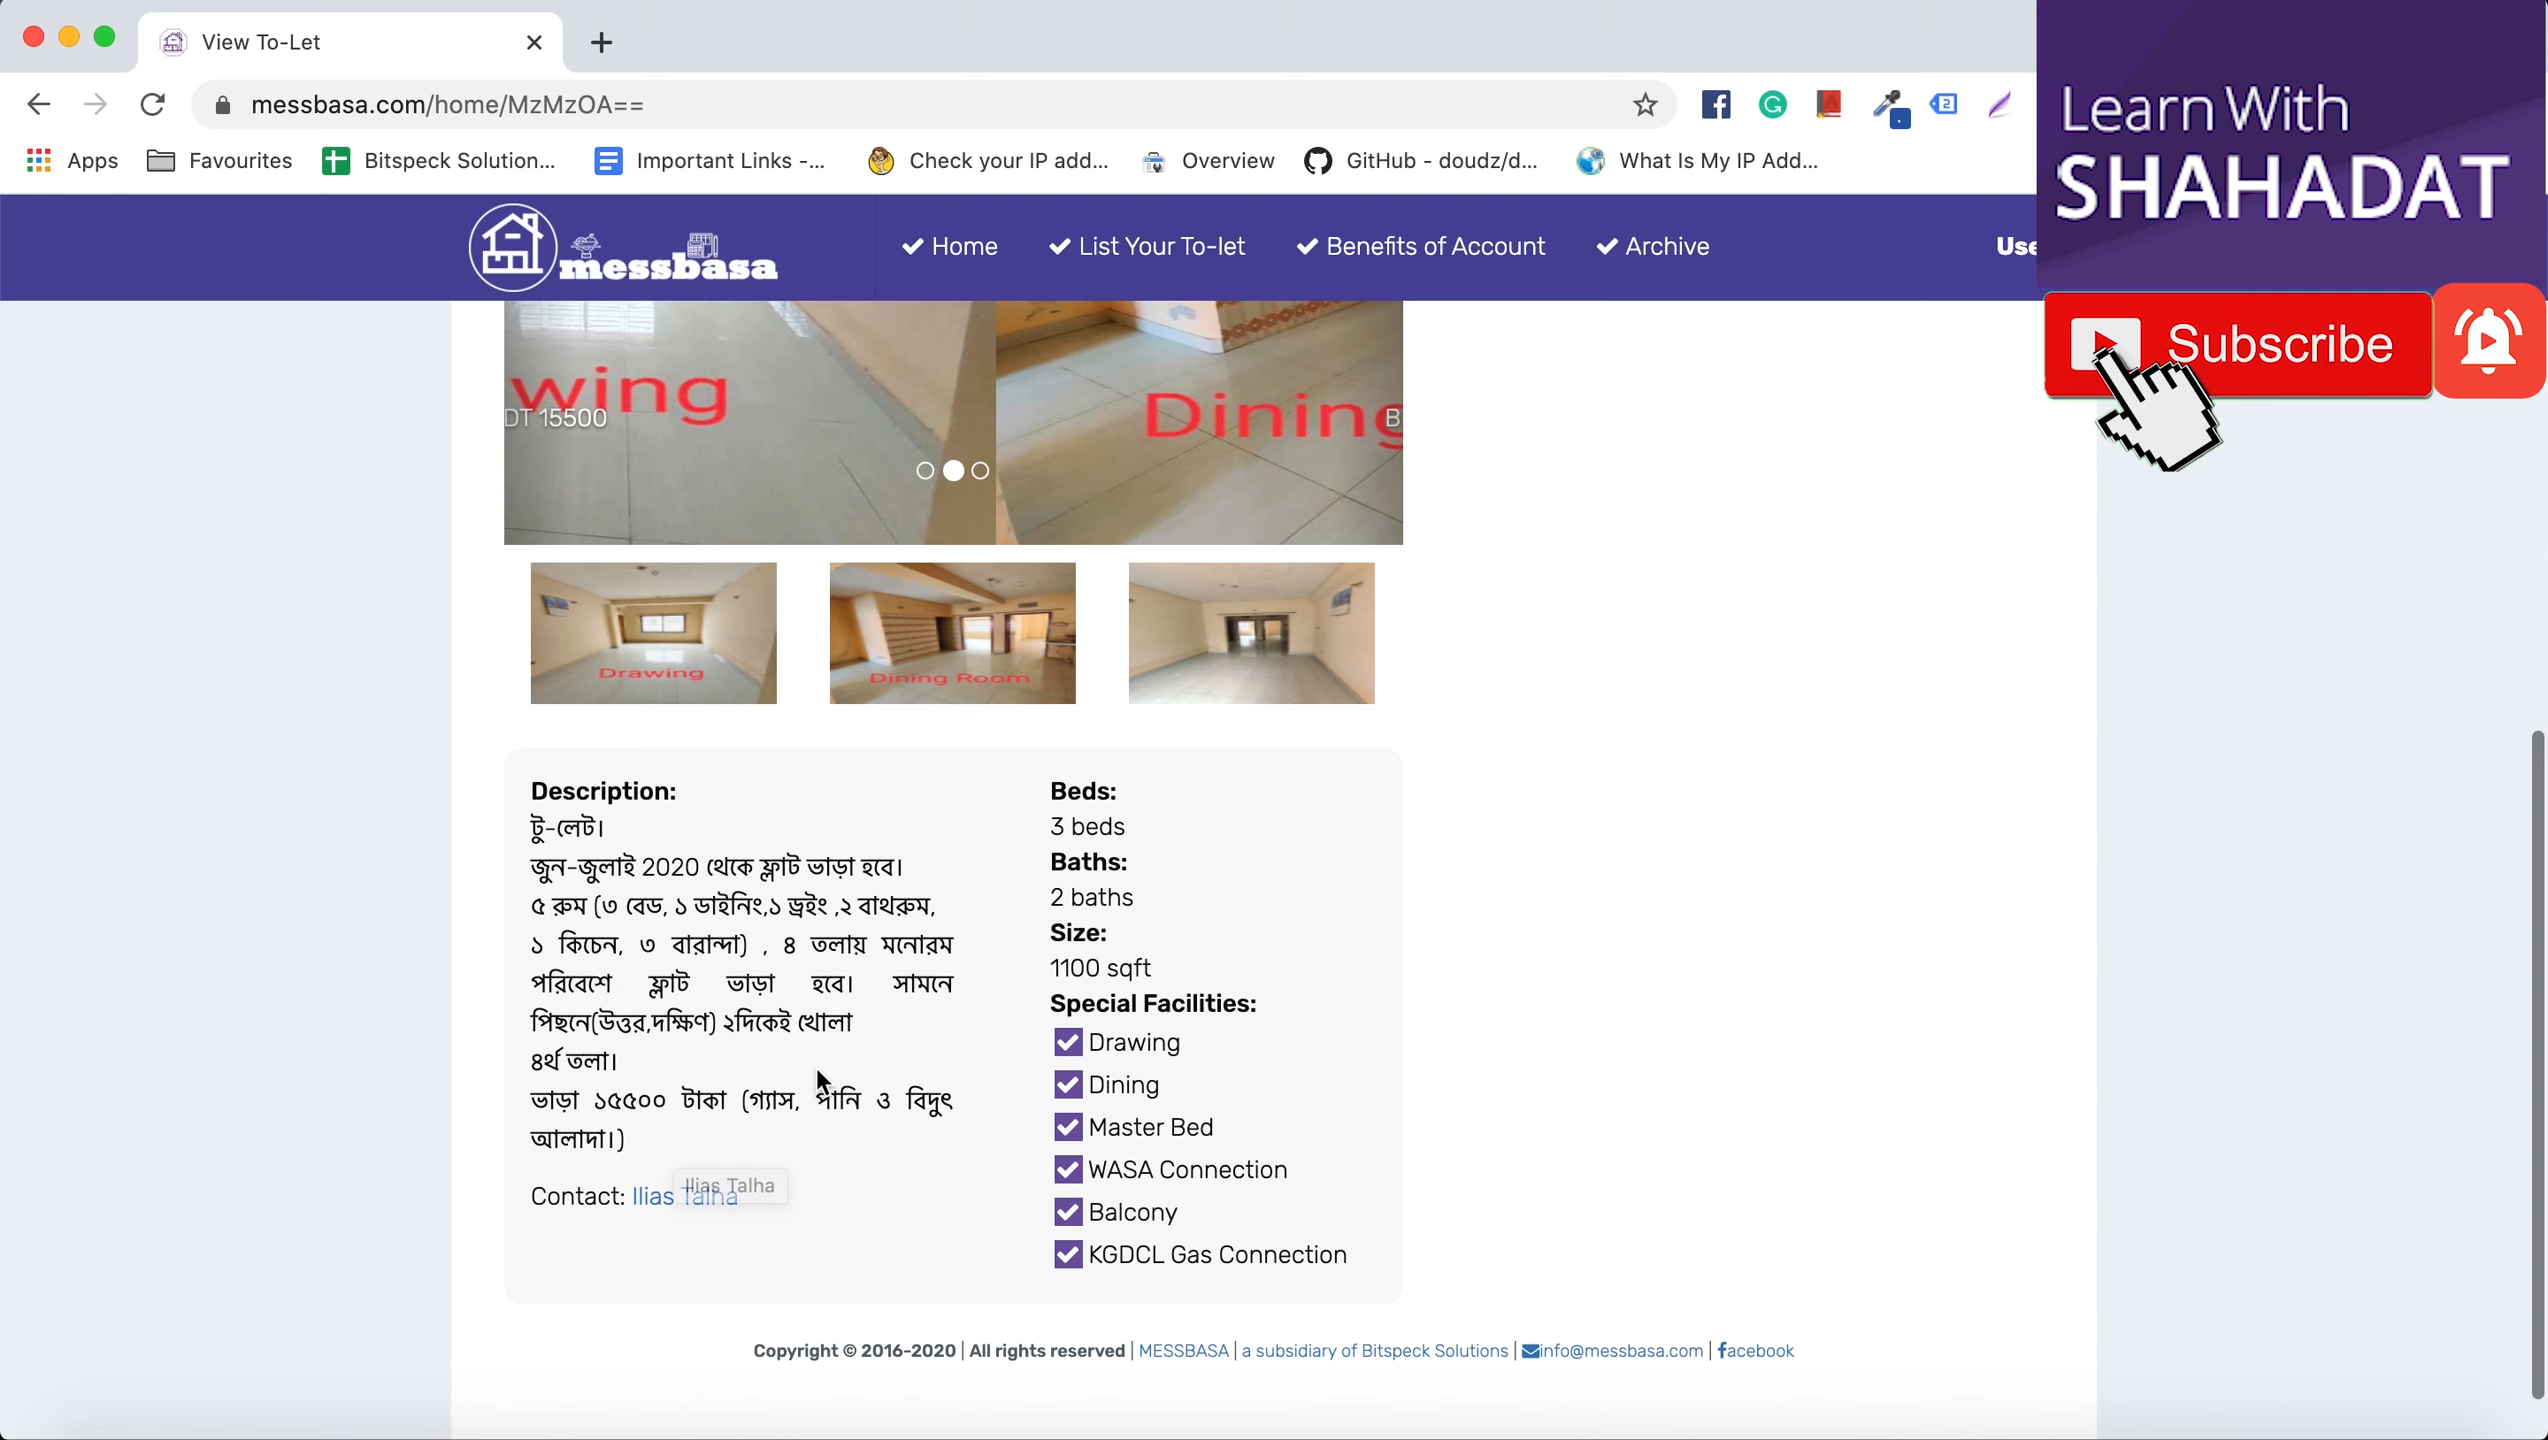 View To-Let
messbasa.com/home/MzMzOA==
Apps
Favourites
Bitspeck Solution...
Important Links -...
Check your IP add...
Overview
GitHub - doudz/d...
What Is My IP Add...
Learn With
SHAHADAT
messbasa
Home
List Your To-let
Benefits of Account
Archive
Use
Subscribe
wing
DT 15500
Dining
B
Drawing
Dining Room
Description:
টু-লেট।
জুন-জুলাই 2020 থেকে ফ্লাট ভাড়া হবে।
৫ রুম (৩ বেড, ১ ডাইনিং,১ ড্রইং ,২ বাথরুম,
১ কিচেন, ৩ বারান্দা) , ৪ তলায় মনোরম
পরিবেশে ফ্লাট ভাড়া হবে। সামনে
পিছনে(উত্তর,দক্ষিণ) ২দিকেই খোলা
৪র্থ তলা।
ভাড়া ১৫৫০০ টাকা (গ্যাস, পানি ও বিদুৎ
আলাদা।)
Contact: Ilias Talha
Ilias Talha
Beds:
3 beds
Baths:
2 baths
Size:
1100 sqft
Special Facilities:
Drawing
Dining
Master Bed
WASA Connection
Balcony
KGDCL Gas Connection
Copyright © 2016-2020 | All rights reserved | MESSBASA | a subsidiary of Bitspeck Solutions | info@messbasa.com | facebook